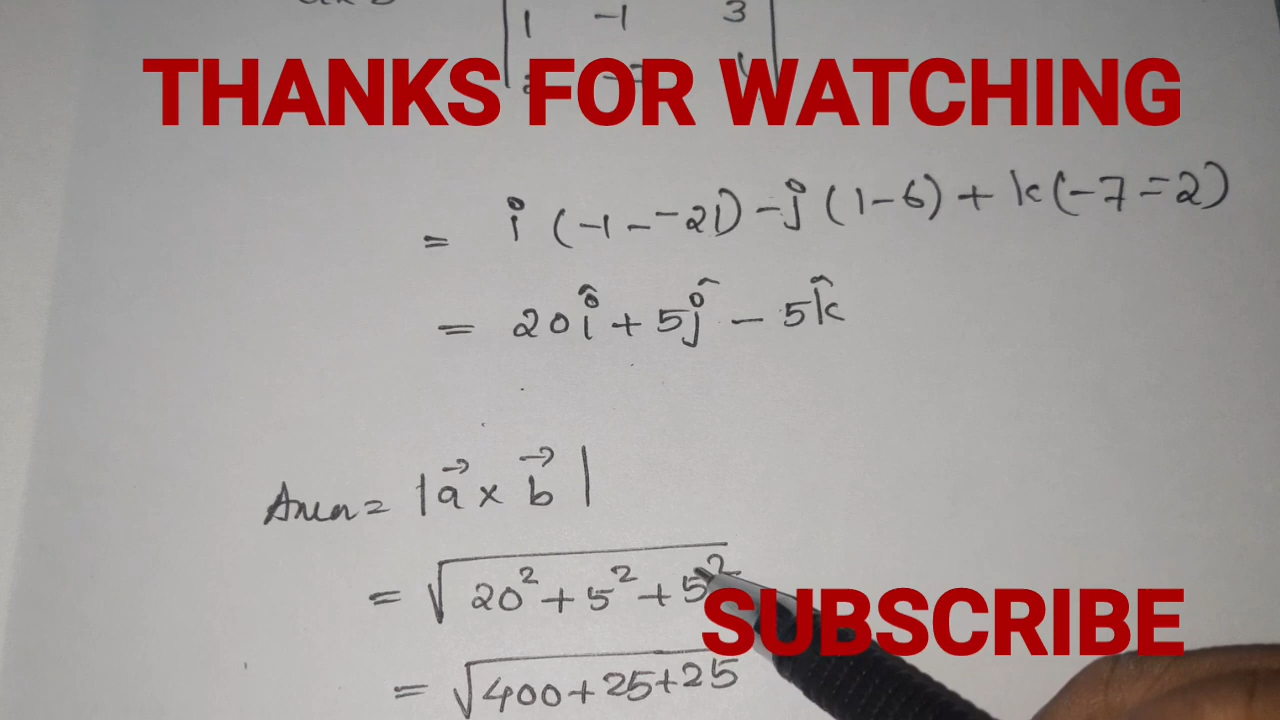 | 1 -1 3 |
THANKS FOR WATCHING
= i (-1--21) - j (1-6) + k (-7=2)
= 20î + 5ĵ - 5k̂
Area = |a⃗ × b⃗|
= √20² + 5² + 5²
SUBSCRIBE
= √400+25+25